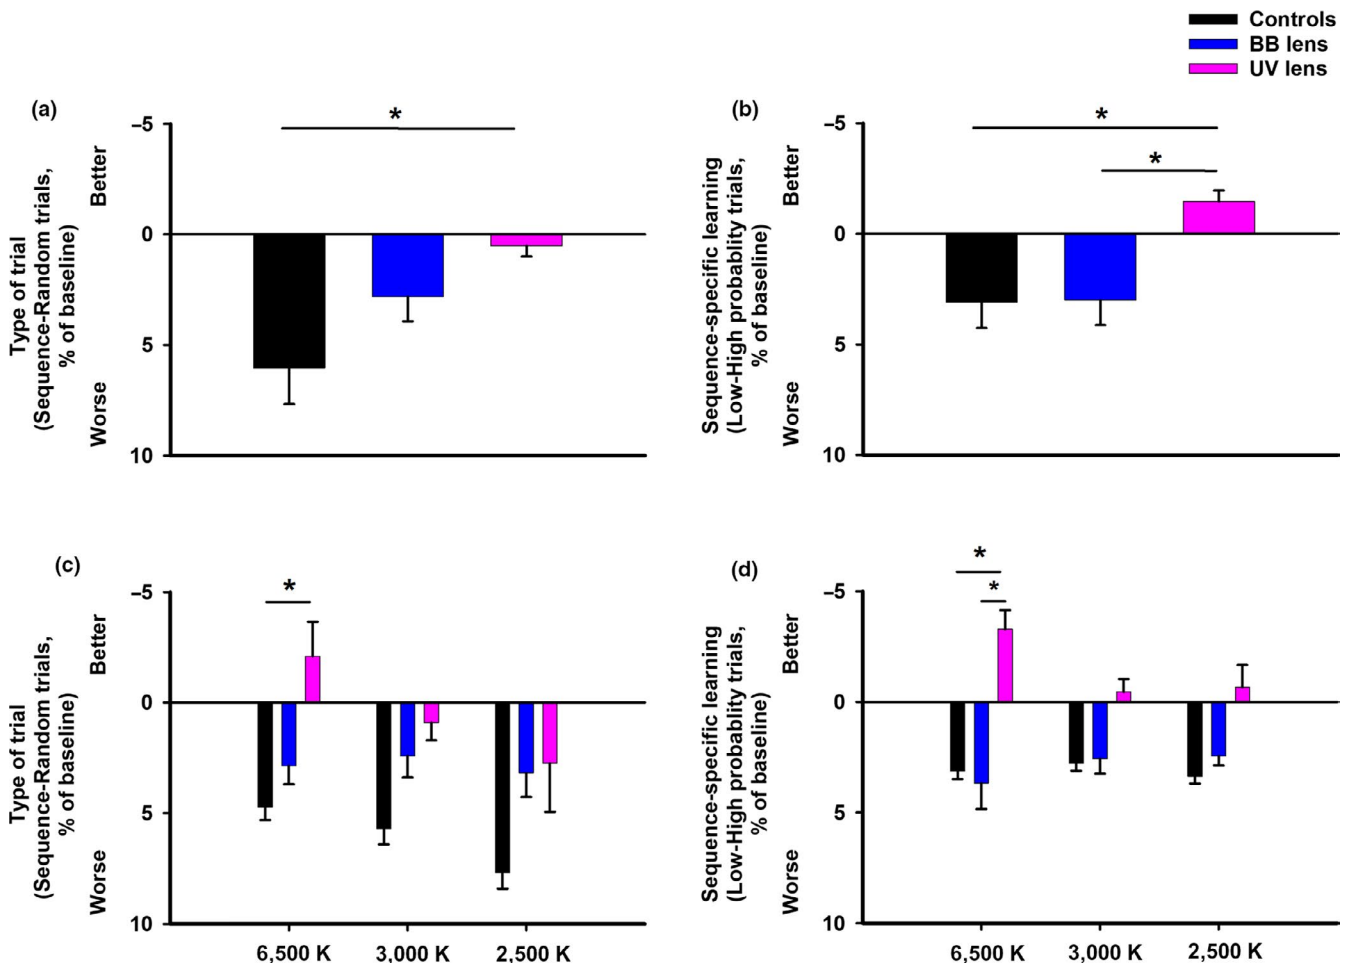 Controls
BB lens
UV lens
(a)
*
–5
0
5
10
Better
Worse
Type of trial
(Sequence-Random trials,
% of baseline)
(b)
*
*
–5
0
5
10
Better
Worse
Sequence-specific learning
(Low-High probablity trials,
% of baseline)
(c)
*
–5
0
5
10
Better
Worse
Type of trial
(Sequence-Random trials,
% of baseline)
6,500 K
3,000 K
2,500 K
(d)
*
*
–5
0
5
10
Better
Worse
Sequence-specific learning
(Low-High probablity trials,
% of baseline)
6,500 K
3,000 K
2,500 K